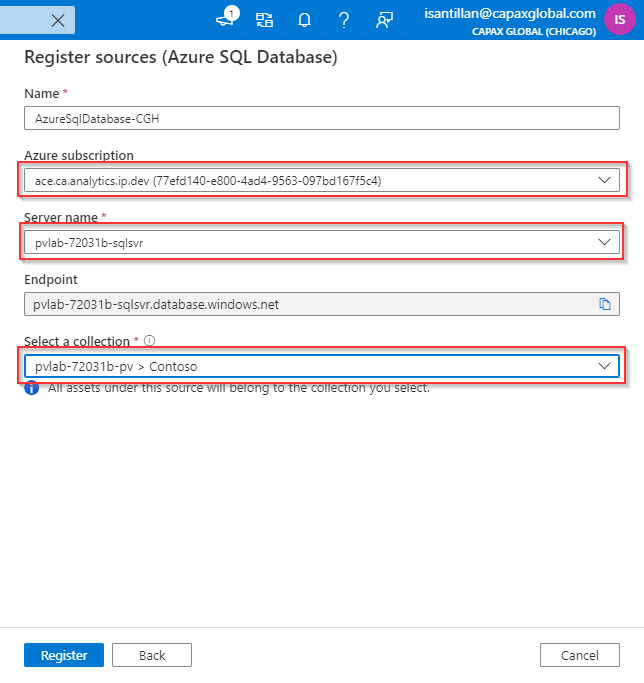 1
isantillan@capaxglobal.com
CAPAX GLOBAL (CHICAGO)
IS
Register sources (Azure SQL Database)
Name *
AzureSqlDatabase-CGH
Azure subscription
ace.ca.analytics.ip.dev (77efd140-e800-4ad4-9563-097bd167f5c4)
Server name *
pvlab-72031b-sqlsvr
Endpoint
pvlab-72031b-sqlsvr.database.windows.net
Select a collection *
pvlab-72031b-pv > Contoso
All assets under this source will belong to the collection you select.
Register
Back
Cancel